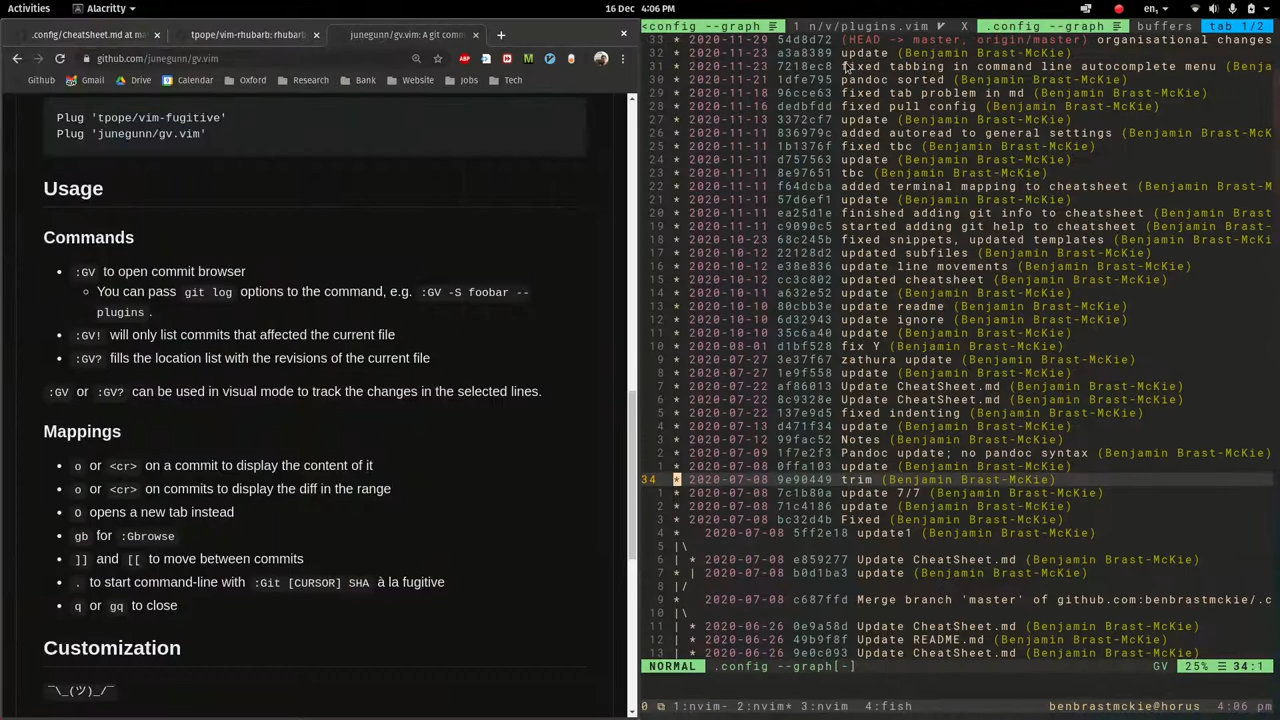 Activities
Alacritty
16 Dec 4:06 PM
en₁
.config/CheatSheet.md at m
tpope/vim-rhubarb: rhubarb
junegunn/gv.vim: A git comm
github.com/junegunn/gv.vim
Github
Gmail
Drive
Calendar
Oxford
Research
Bank
Jobs
Tech
Plug 'tpope/vim-fugitive'
Plug 'junegunn/gv.vim'
Usage
Commands
:GV to open commit browser
You can pass git log options to the command, e.g. :GV -S foobar --
plugins .
:GV! will only list commits that affected the current file
:GV? fills the location list with the revisions of the current file
:GV or :GV? can be used in visual mode to track the changes in the selected lines.
Mappings
o or <cr> on a commit to display the content of it
o or <cr> on commits to display the diff in the range
O opens a new tab instead
gb for :Gbrowse
]] and [[ to move between commits
. to start command-line with :Git [CURSOR] SHA à la fugitive
q or gq to close
Customization
¯\_(ツ)_/¯
<config --graph
1 n/v/plugins.vim
X
.config --graph
buffers
tab 1/2
33 * 2020-11-29 54d8d72 (HEAD -> master, origin/master) organisational changes
32 * 2020-11-23 a3a8389 update (Benjamin Brast-McKie)
31 * 2020-11-23 7218ec8 fixed tabbing in command line autocomplete menu (Benja
30 * 2020-11-21 1dfe795 pandoc sorted (Benjamin Brast-McKie)
29 * 2020-11-18 96cce63 fixed tab problem in md (Benjamin Brast-McKie)
28 * 2020-11-16 dedbfdd fixed pull config (Benjamin Brast-McKie)
27 * 2020-11-13 3372cf7 update (Benjamin Brast-McKie)
26 * 2020-11-11 836979c added autoread to general settings (Benjamin Brast-McKie)
25 * 2020-11-11 1b1376f fixed tbc (Benjamin Brast-McKie)
24 * 2020-11-11 d757563 update (Benjamin Brast-McKie)
23 * 2020-11-11 8e97651 tbc (Benjamin Brast-McKie)
22 * 2020-11-11 f64dcba added terminal mapping to cheatsheet (Benjamin Brast-M
21 * 2020-11-11 57d6ef1 update (Benjamin Brast-McKie)
20 * 2020-11-11 ea25d1e finished adding git info to cheatsheet (Benjamin Brast
19 * 2020-11-11 c9090c5 started adding git help to cheatsheet (Benjamin Brast-
18 * 2020-10-23 68c245b fixed snippets, updated templates (Benjamin Brast-McKi
17 * 2020-10-12 22128d2 updated subfiles (Benjamin Brast-McKie)
16 * 2020-10-12 e38e836 update line movements (Benjamin Brast-McKie)
15 * 2020-10-11 cc3c802 updated cheatsheet (Benjamin Brast-McKie)
14 * 2020-10-11 a632e52 update (Benjamin Brast-McKie)
13 * 2020-10-11 80cbb3e update readme (Benjamin Brast-McKie)
12 * 2020-10-11 6d32943 update ignore (Benjamin Brast-McKie)
11 * 2020-10-11 35c6a40 update (Benjamin Brast-McKie)
10 * 2020-08-01 d1bf528 fix Y (Benjamin Brast-McKie)
9 * 2020-07-27 3e37f67 zathura update (Benjamin Brast-McKie)
8 * 2020-07-27 1e9f558 update (Benjamin Brast-McKie)
7 * 2020-07-22 af86013 Update CheatSheet.md (Benjamin Brast-McKie)
6 * 2020-07-22 8c9328e Update CheatSheet.md (Benjamin Brast-McKie)
5 * 2020-07-22 137e9d5 fixed indenting (Benjamin Brast-McKie)
4 * 2020-07-13 d471f34 update (Benjamin Brast-McKie)
3 * 2020-07-12 99fac52 Notes (Benjamin Brast-McKie)
2 * 2020-07-09 1f7e2f3 Pandoc update; no pandoc syntax (Benjamin Brast-McKie)
1 * 2020-07-08 0ffa103 update (Benjamin Brast-McKie)
34 * 2020-07-08 9e90449 trim (Benjamin Brast-McKie)
1 * 2020-07-08 7c1b80a update 7/7 (Benjamin Brast-McKie)
2 * 2020-07-08 71c4186 update (Benjamin Brast-McKie)
3 * 2020-07-08 bc32d4b Fixed (Benjamin Brast-McKie)
4 * 2020-07-08 5ff2e18 update1 (Benjamin Brast-McKie)
5 |\
6 | * 2020-07-08 e859277 Update CheatSheet.md (Benjamin Brast-McKie)
7 * | 2020-07-08 b0d1ba3 update (Benjamin Brast-McKie)
8 |/
9 * 2020-07-08 c687ffd Merge branch 'master' of github.com:benbrastmckie/.c
10 |\
11 | * 2020-06-26 0e9a58d Update CheatSheet.md (Benjamin Brast-McKie)
12 | * 2020-06-26 49b9f8f Update README.md (Benjamin Brast-McKie)
13 | * 2020-06-26 9e0c093 Update CheatSheet.md (Benjamin Brast-McKie)
NORMAL .config --graph[-] GV 25% ☰ 34:1
0 1:nvim- 2:nvim* 3:nvim 4:fish benbrastmckie@horus 4:06 pm